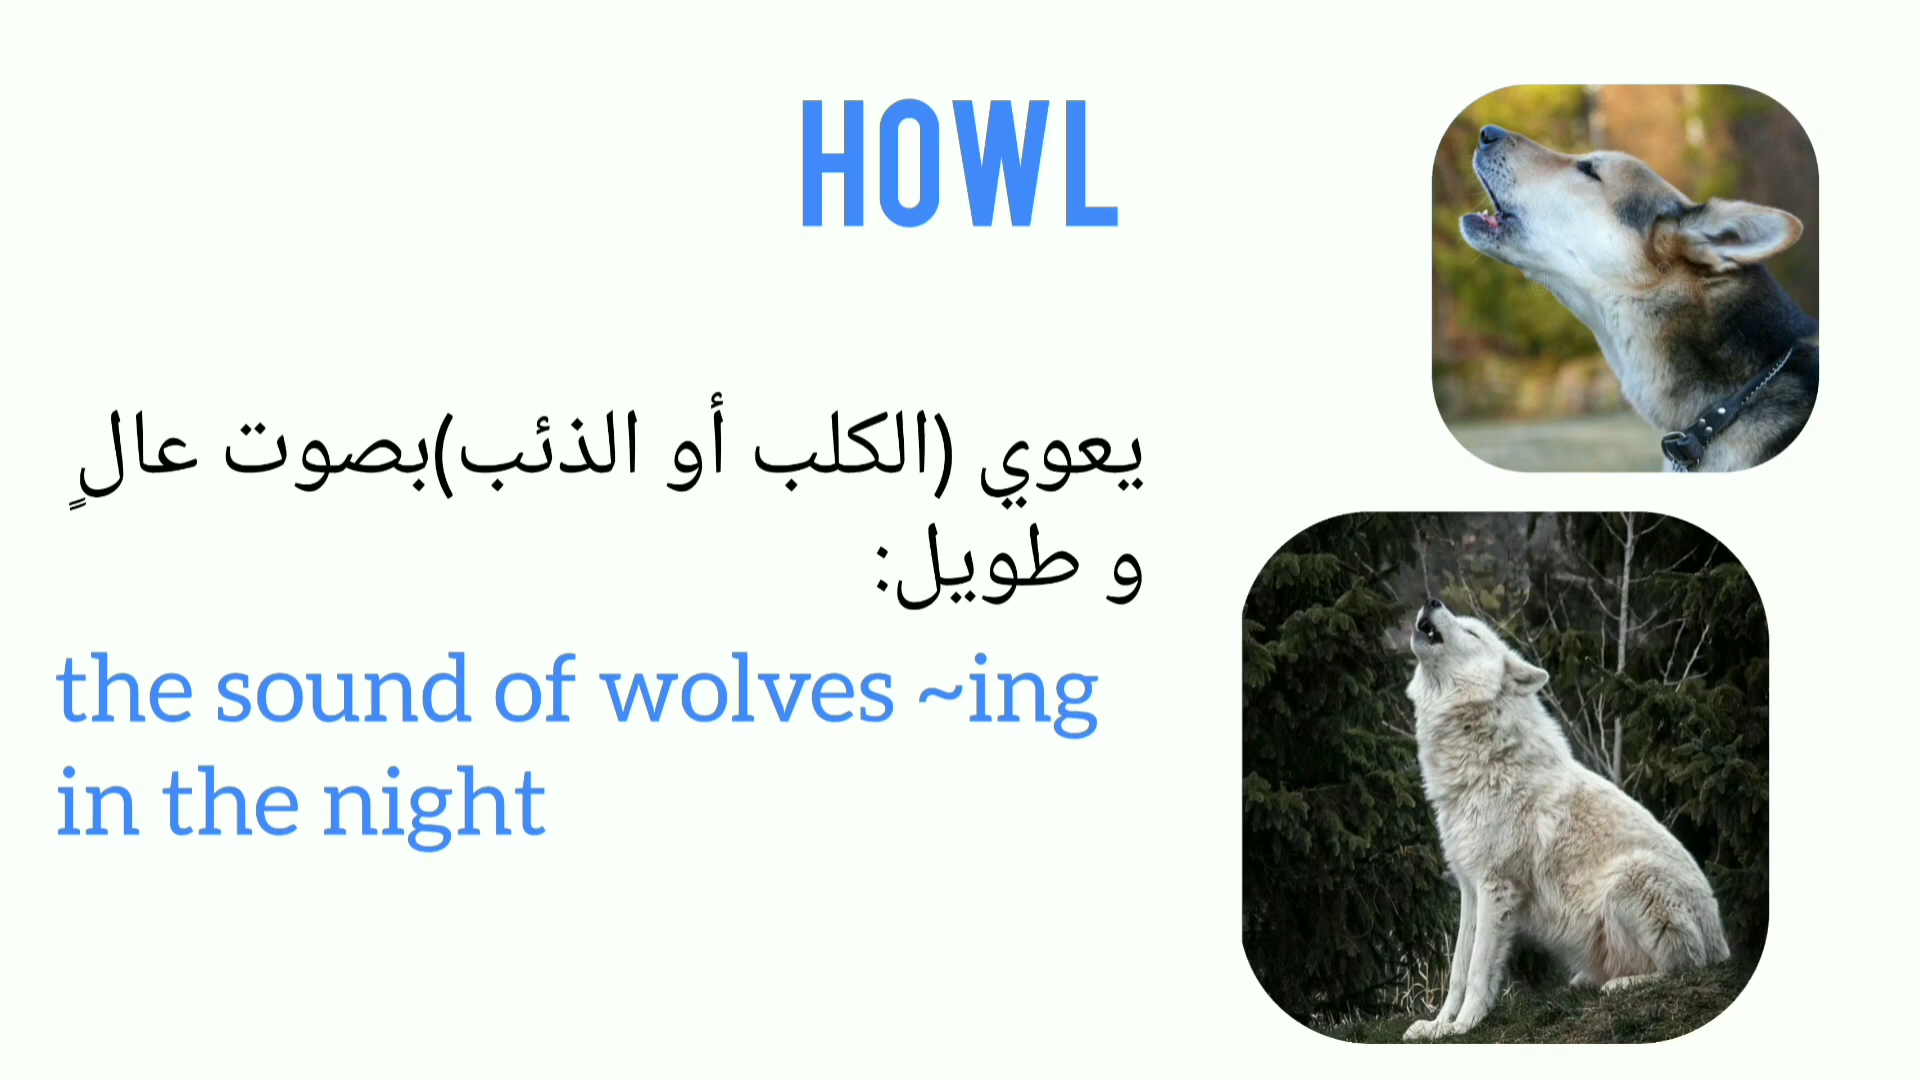 HOWL
يعوي (الكلب أو الذئب)بصوت عالٍ
و طويل:
the sound of wolves ~ing
in the night